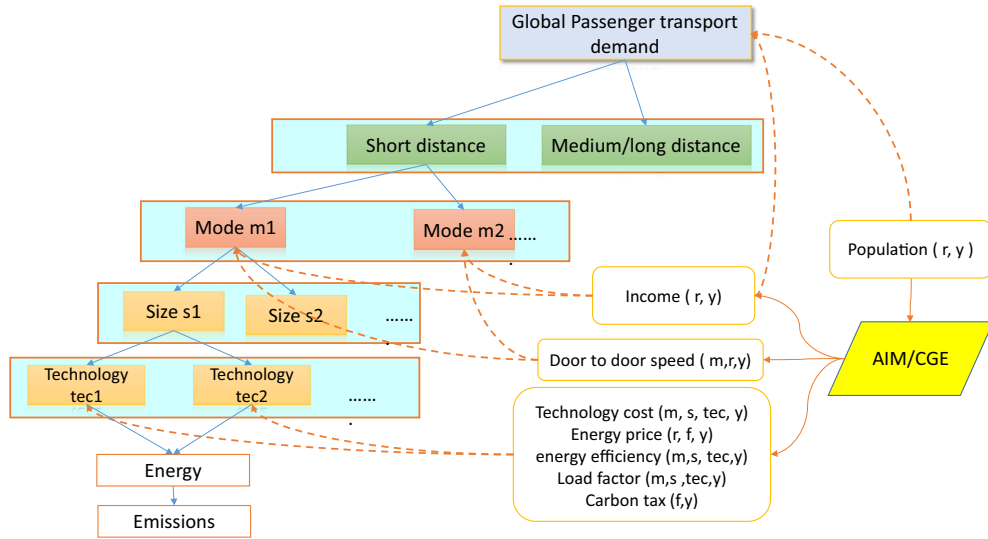 Global Passenger transport
demand
Short distance
Medium/long distance
Mode m1
Mode m2
……
.
Population ( r, y )
Income ( r, y)
Size s1
Size s2
……
.
Door to door speed ( m,r,y)
AIM/CGE
Technology
tec1
Technology
tec2
……
.
Technology cost (m, s, tec, y)
Energy price (r, f, y)
energy efficiency (m,s, tec,y)
Load factor (m,s ,tec,y)
Carbon tax (f,y)
Energy
Emissions